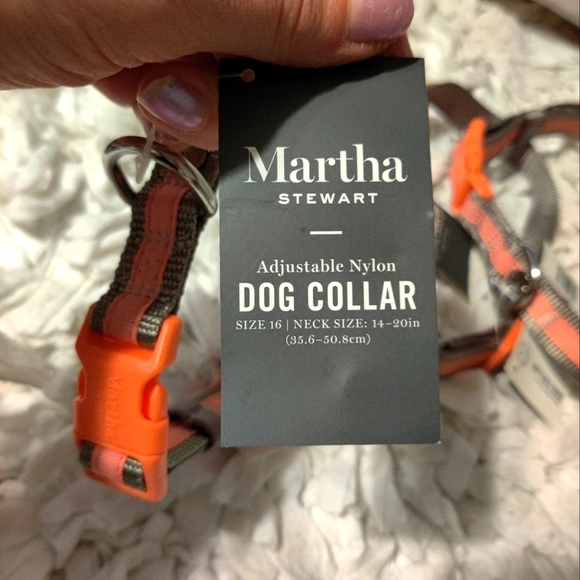 Martha
STEWART
Adjustable Nylon
DOG COLLAR
SIZE 16 | NECK SIZE: 14–20in
(35.6–50.8cm)